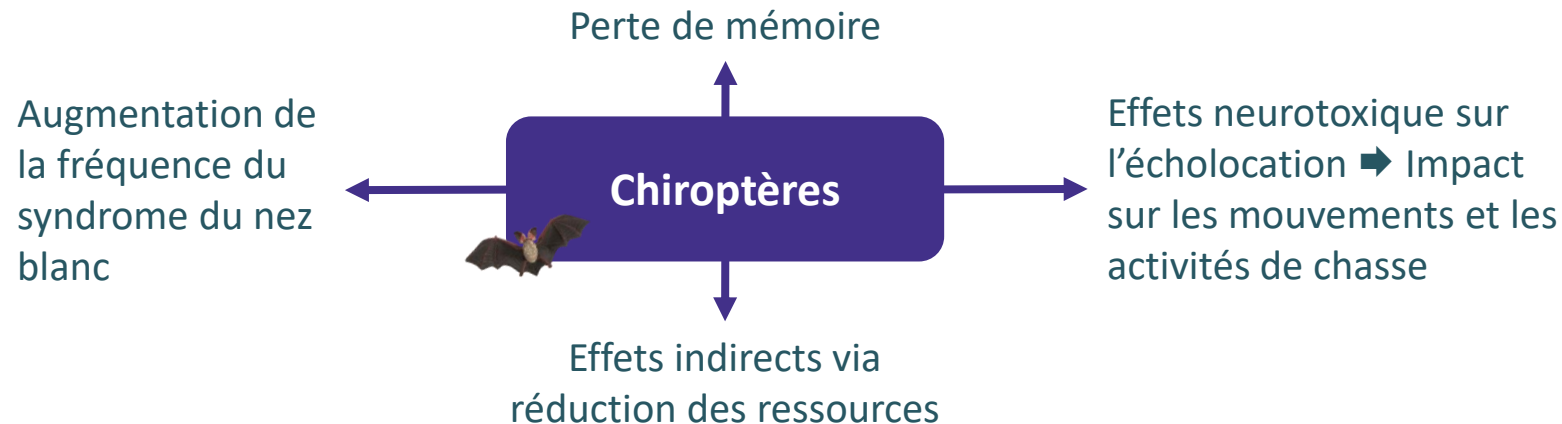 Perte de mémoire
Augmentation de
la fréquence du
syndrome du nez
blanc
Chiroptères
Effets neurotoxique sur
l’écholocation ➡ Impact
sur les mouvements et les
activités de chasse
Effets indirects via
réduction des ressources